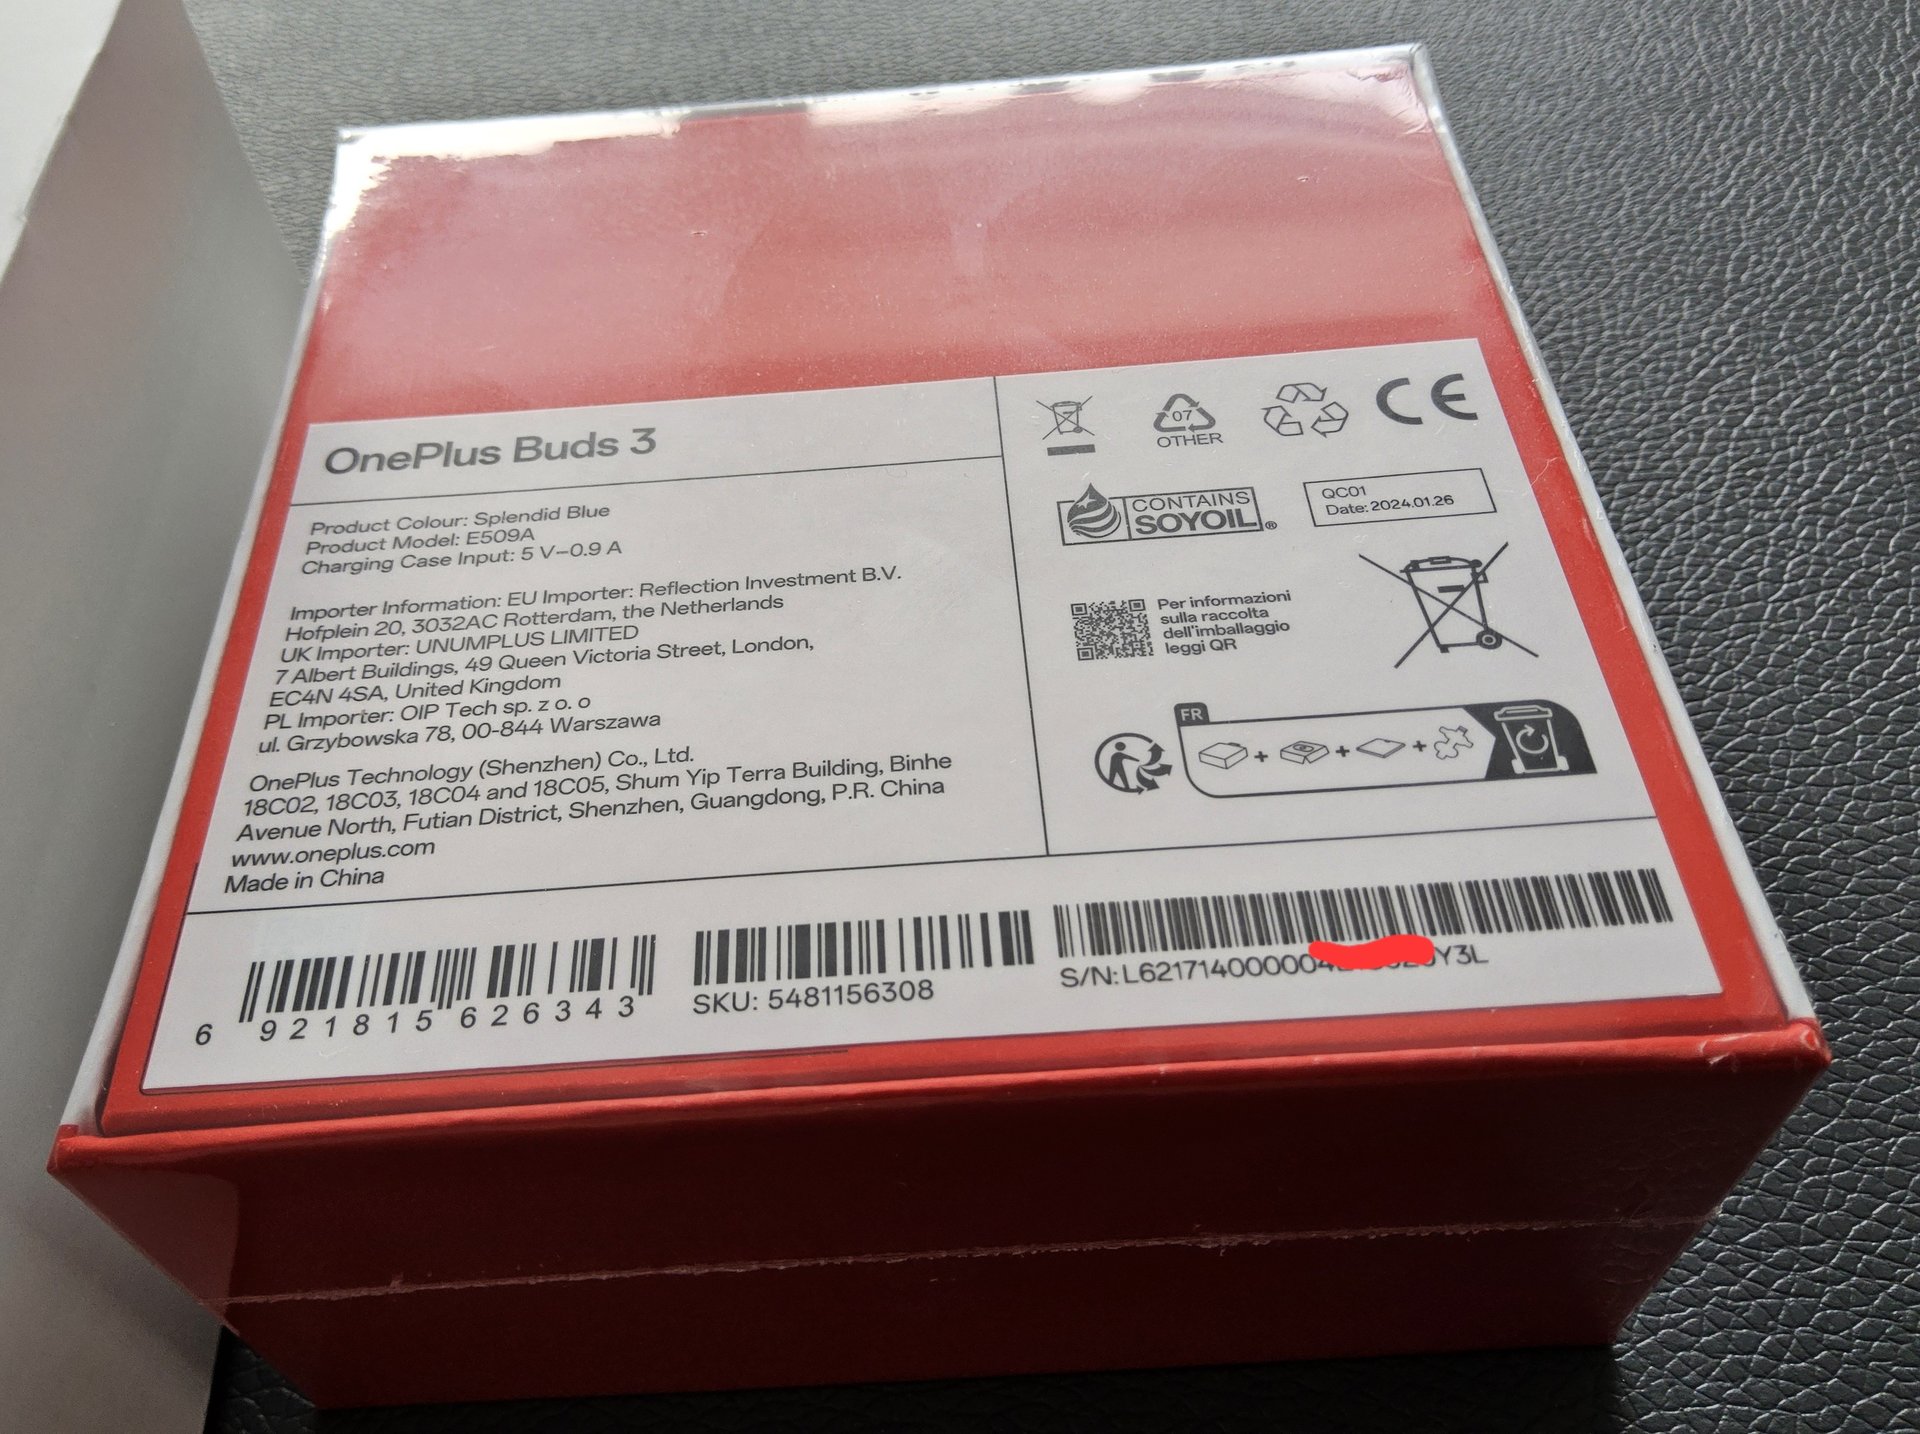 OnePlus Buds 3
Product Colour: Splendid Blue
Product Model: E509A
Charging Case Input: 5 V–0.9 A
Importer Information: EU Importer: Reflection Investment B.V.
Hofplein 20, 3032AC Rotterdam, the Netherlands
UK Importer: UNUMPLUS LIMITED
7 Albert Buildings, 49 Queen Victoria Street, London,
EC4N 4SA, United Kingdom
PL Importer: OIP Tech sp. z o. o
ul. Grzybowska 78, 00-844 Warszawa
OnePlus Technology (Shenzhen) Co., Ltd.
18C02, 18C03, 18C04 and 18C05, Shum Yip Terra Building, Binhe
Avenue North, Futian District, Shenzhen, Guangdong, P.R. China
www.oneplus.com
Made in China
07
OTHER
CE
CONTAINS
SOYOIL®
QC01
Date: 2024.01.26
Per informazioni
sulla raccolta
dell'imballaggio
leggi QR
FR
6 921815 626343
SKU: 5481156308
S/N: